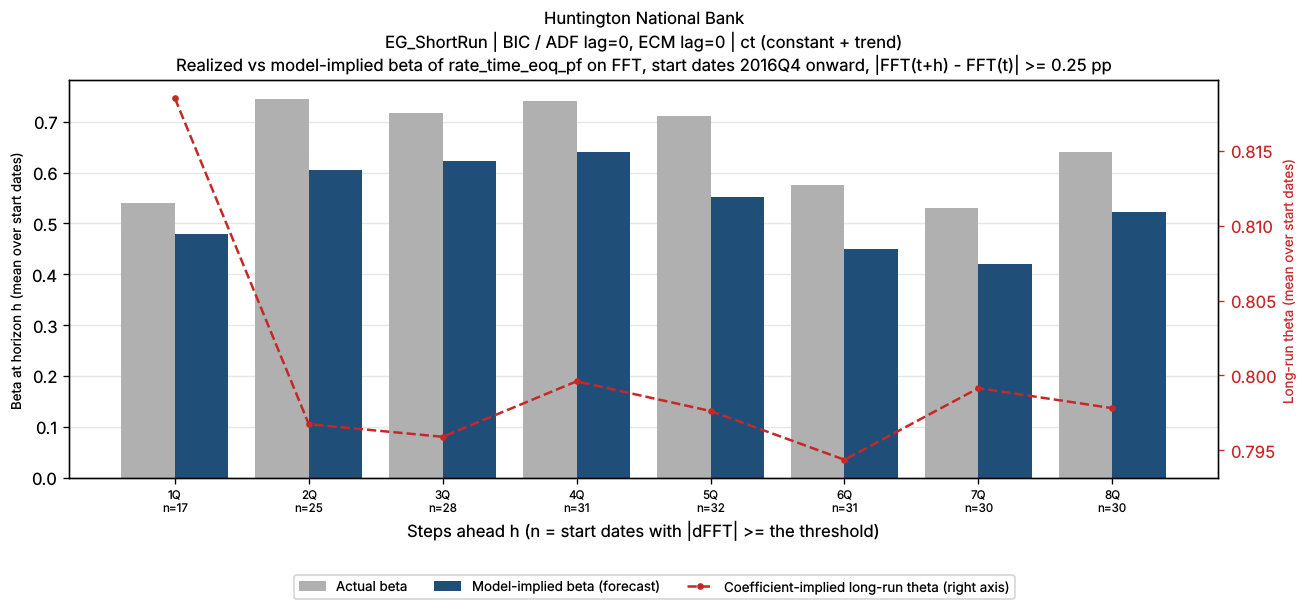 Huntington National Bank
EG_ShortRun | BIC / ADF lag=0, ECM lag=0 | ct (constant + trend)
Realized vs model-implied beta of rate_time_eoq_pf on FFT, start dates 2016Q4 onward, |FFT(t+h) - FFT(t)| >= 0.25 pp
Beta at horizon h (mean over start dates)
0.7
0.6
0.5
0.4
0.3
0.2
0.1
0.0
0.815
0.810
0.805
0.800
0.795
Long-run theta (mean over start dates)
1Q
n=17
2Q
n=25
3Q
n=28
4Q
n=31
5Q
n=32
6Q
n=31
7Q
n=30
8Q
n=30
Steps ahead h (n = start dates with |dFFT| >= the threshold)
Actual beta
Model-implied beta (forecast)
Coefficient-implied long-run theta (right axis)